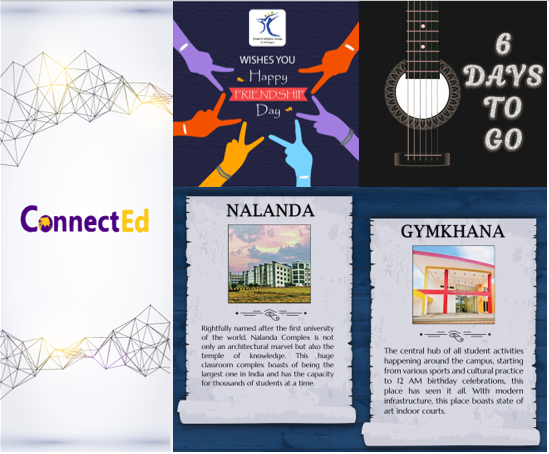 ConnectEd
WISHES YOU
Happy
FRIENDSHIP
Day
6
DAYS
TO
GO
NALANDA
Rightfully named after the first university
of the world, Nalanda Complex is not
only an architectural marvel but also the
temple of knowledge. This huge
classroom complex boasts of being the
largest one in India and has the capacity
for thousands of students at a time.
GYMKHANA
The central hub of all student activities
happening around the campus, starting
from various sports and cultural practice
to 12 AM birthday celebrations, this
place has seen it all. With modern
infrastructure, this place boasts state of
art indoor courts.